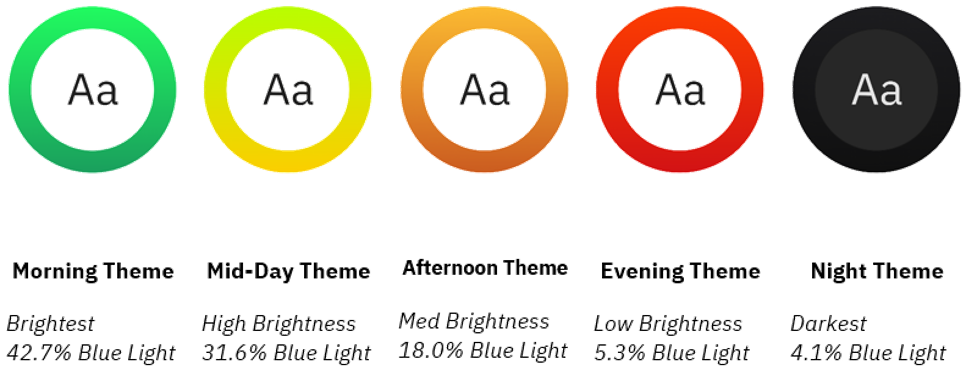 Aa Aa Aa Aa Aa
Morning Theme
Brightest
42.7% Blue Light
Mid-Day Theme
High Brightness
31.6% Blue Light
Afternoon Theme
Med Brightness
18.0% Blue Light
Evening Theme
Low Brightness
5.3% Blue Light
Night Theme
Darkest
4.1% Blue Light